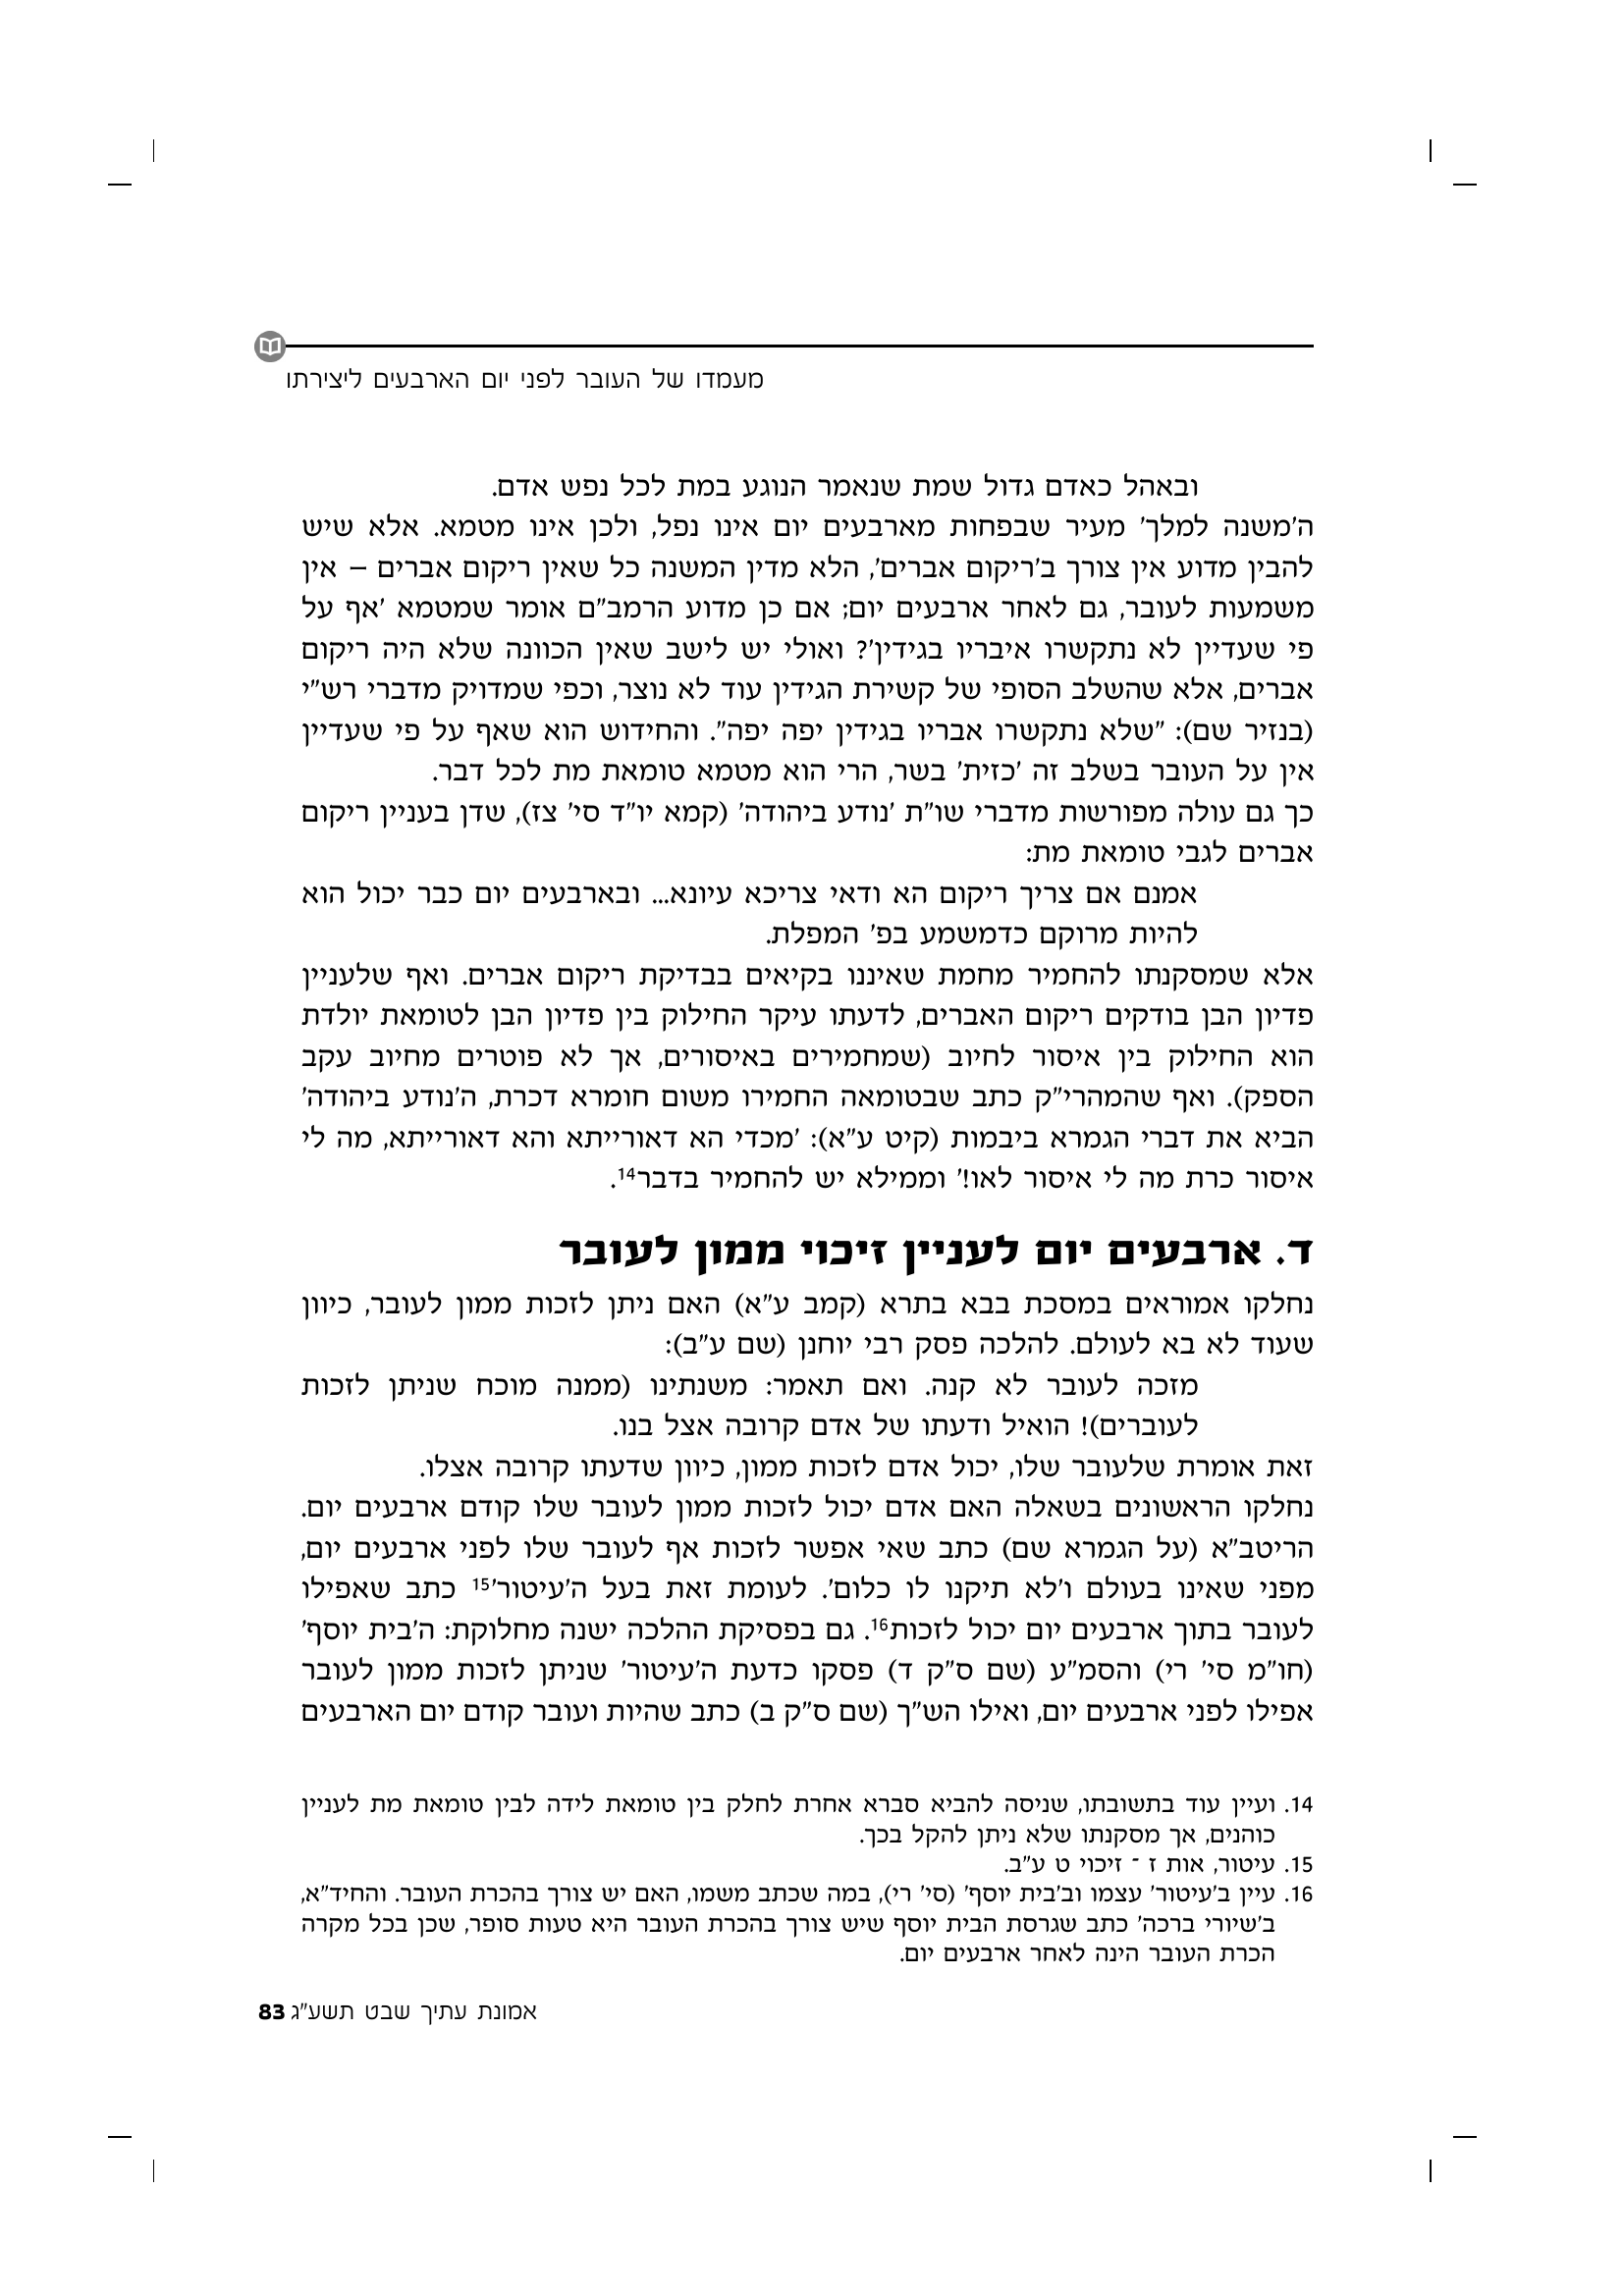 מעמדו של העובר לפני יום הארבעים ליצירתו
ובאהל כאדם גדול שמת שנאמר הנוגע במת לכל נפש אדם.
ה'משנה למלך' מעיר שבפחות מארבעים יום אינו נפל, ולכן אינו מטמא. אלא שיש
להבין מדוע אין צורך ב'ריקום אברים', הלא מדין המשנה כל שאין ריקום אברים – אין
משמעות לעובר, גם לאחר ארבעים יום; אם כן מדוע הרמב"ם אומר שמטמא 'אף על
פי שעדיין לא נתקשרו איבריו בגידין'? ואולי יש לישב שאין הכוונה שלא היה ריקום
אברים, אלא שהשלב הסופי של קשירת הגידין עוד לא נוצר, וכפי שמדויק מדברי רש"י
(בנזיר שם): "שלא נתקשרו אבריו בגידין יפה יפה". והחידוש הוא שאף על פי שעדיין
אין על העובר בשלב זה 'כזית' בשר, הרי הוא מטמא טומאת מת לכל דבר.
כך גם עולה מפורשות מדברי שו"ת 'נודע ביהודה' (קמא יו"ד סי' צז), שדן בעניין ריקום
אברים לגבי טומאת מת:
אמנם אם צריך ריקום הא ודאי צריכא עיונא... ובארבעים יום כבר יכול הוא
להיות מרוקם כדמשמע בפ' המפלת.
אלא שמסקנתו להחמיר מחמת שאיננו בקיאים בבדיקת ריקום אברים. ואף שלעניין
פדיון הבן בודקים ריקום האברים, לדעתו עיקר החילוק בין פדיון הבן לטומאת יולדת
הוא החילוק בין איסור לחיוב (שמחמירים באיסורים, אך לא פוטרים מחיוב עקב
הספק). ואף שהמהרי"ק כתב שבטומאה החמירו משום חומרא דכרת, ה'נודע ביהודה'
הביא את דברי הגמרא ביבמות (קיט ע"א): 'מכדי הא דאורייתא והא דאורייתא, מה לי
איסור כרת מה לי איסור לאו!' וממילא יש להחמיר בדבר14.
ד. ארבעים יום לעניין זיכוי ממון לעובר
נחלקו אמוראים במסכת בבא בתרא (קמב ע"א) האם ניתן לזכות ממון לעובר, כיוון
שעוד לא בא לעולם. להלכה פסק רבי יוחנן (שם ע"ב):
מזכה לעובר לא קנה. ואם תאמר: משנתינו (ממנה מוכח שניתן לזכות
לעוברים)! הואיל ודעתו של אדם קרובה אצל בנו.
זאת אומרת שלעובר שלו, יכול אדם לזכות ממון, כיוון שדעתו קרובה אצלו.
נחלקו הראשונים בשאלה האם אדם יכול לזכות ממון לעובר שלו קודם ארבעים יום.
הריטב"א (על הגמרא שם) כתב שאי אפשר לזכות אף לעובר שלו לפני ארבעים יום,
מפני שאינו בעולם ו'לא תיקנו לו כלום'. לעומת זאת בעל ה'עיטור'15 כתב שאפילו
לעובר בתוך ארבעים יום יכול לזכות16. גם בפסיקת ההלכה ישנה מחלוקת: ה'בית יוסף'
(חו"מ סי' רי) והסמ"ע (שם ס"ק ד) פסקו כדעת ה'עיטור' שניתן לזכות ממון לעובר
אפילו לפני ארבעים יום, ואילו הש"ך (שם ס"ק ב) כתב שהיות ועובר קודם יום הארבעים
14. ועיין עוד בתשובתו, שניסה להביא סברא אחרת לחלק בין טומאת לידה לבין טומאת מת לעניין
כוהנים, אך מסקנתו שלא ניתן להקל בכך.
15. עיטור, אות ז - זיכוי ט ע"ב.
16. עיין ב'עיטור' עצמו וב'בית יוסף' (סי' רי), במה שכתב משמו, האם יש צורך בהכרת העובר. והחיד"א,
ב'שיורי ברכה' כתב שגרסת הבית יוסף שיש צורך בהכרת העובר היא טעות סופר, שכן בכל מקרה
הכרת העובר הינה לאחר ארבעים יום.
אמונת עתיך שבט תשע"ג 83